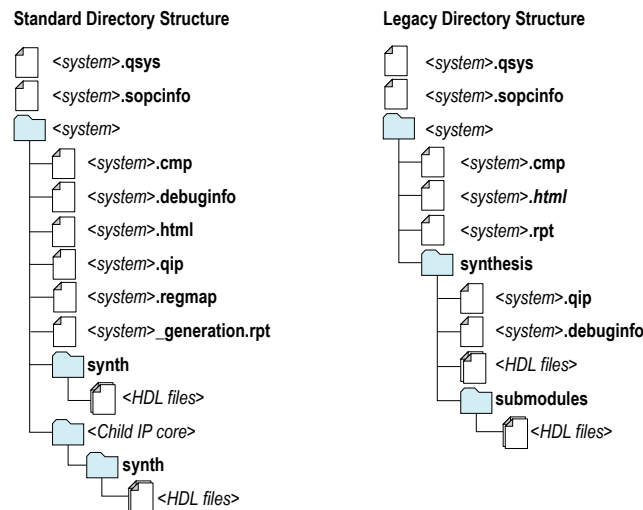 Standard Directory Structure
<system>.qsys
<system>.sopcinfo
<system>
<system>.cmp
<system>.debuginfo
<system>.html
<system>.qip
<system>.regmap
<system>_generation.rpt
synth
<HDL files>
<Child IP core>
synth
<HDL files>
Legacy Directory Structure
<system>.qsys
<system>.sopcinfo
<system>
<system>.cmp
<system>.html
<system>.rpt
synthesis
<system>.qip
<system>.debuginfo
<HDL files>
submodules
<HDL files>